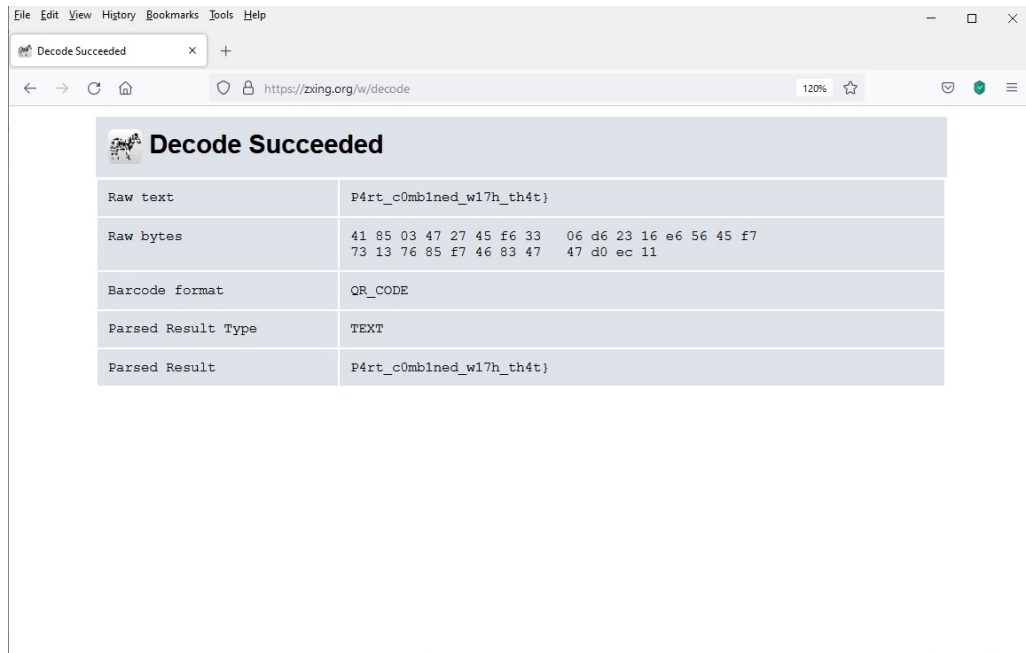 File Edit View History Bookmarks Tools Help
Decode Succeeded
https://zxing.org/w/decode 120%
Decode Succeeded
Raw text P4rt_c0mb1ned_w17h_th4t}
Raw bytes 41 85 03 47 27 45 f6 33 06 d6 23 16 e6 56 45 f7
73 13 76 85 f7 46 83 47 47 d0 ec 11
Barcode format QR_CODE
Parsed Result Type TEXT
Parsed Result P4rt_c0mb1ned_w17h_th4t}